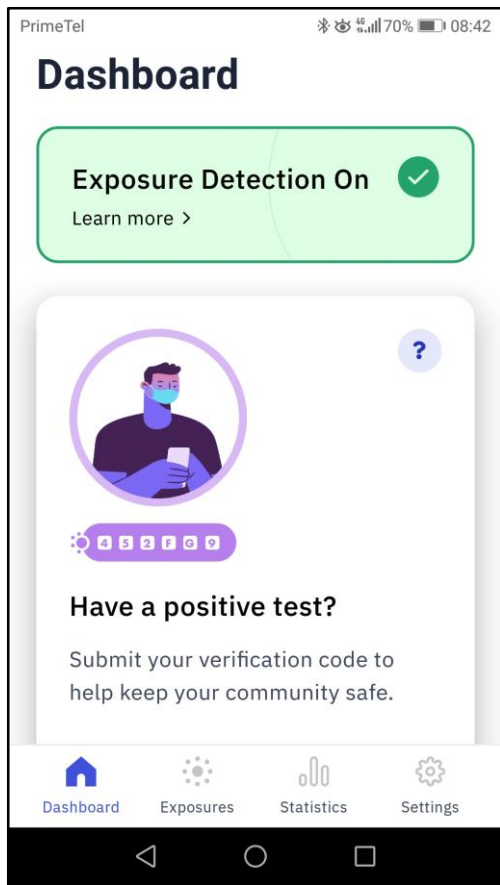 PrimeTel 4G 70% 08:42
Dashboard
Exposure Detection On
Learn more >
?
4 5 2 F G 9
Have a positive test?
Submit your verification code to
help keep your community safe.
Dashboard Exposures Statistics Settings